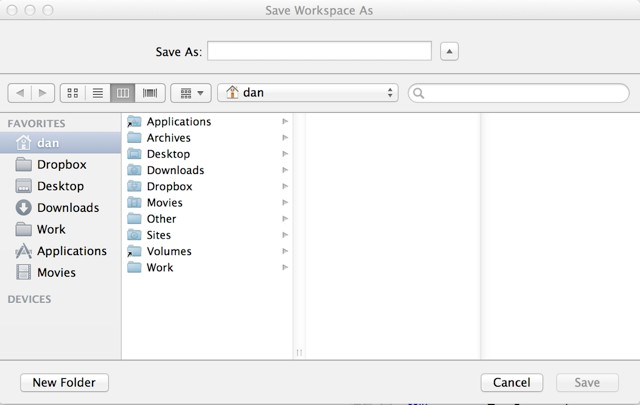 Save Workspace As
Save As:
dan
FAVORITES
dan
Dropbox
Desktop
Downloads
Work
Applications
Movies
DEVICES
Applications
Archives
Desktop
Downloads
Dropbox
Movies
Other
Sites
Volumes
Work
New Folder
Cancel
Save